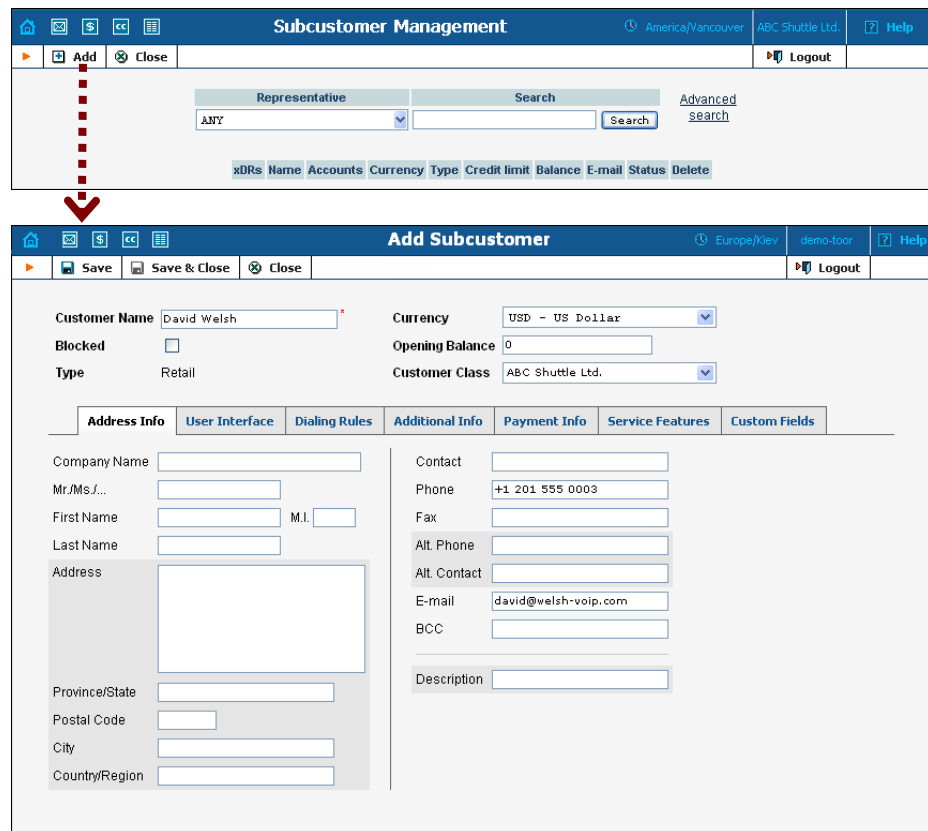 Subcustomer Management America/Vancouver ABC Shuttle Ltd. ? Help
Add Close Logout
Representative Search
ANY Search Advanced search
xDRs Name Accounts Currency Type Credit limit Balance E-mail Status Delete
$ cc Add Subcustomer Europe/Kiev demo-toor ? Help
Save Save & Close Close Logout
Customer Name David Welsh * Currency USD - US Dollar
Blocked Opening Balance 0
Type Retail Customer Class ABC Shuttle Ltd.
Address Info User Interface Dialing Rules Additional Info Payment Info Service Features Custom Fields
Company Name Contact
Mr./Ms./... Phone +1 201 555 0003
First Name M.I. Fax
Last Name Alt. Phone
Address Alt. Contact
E-mail david@welsh-voip.com
BCC
Description
Province/State
Postal Code
City
Country/Region